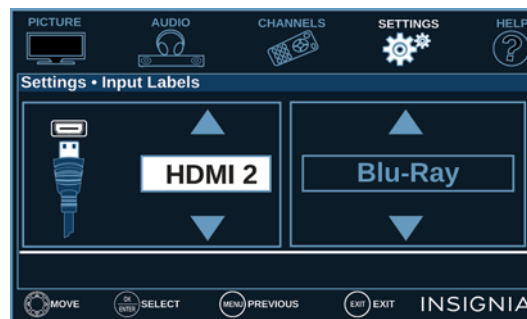 PICTURE AUDIO CHANNELS SETTINGS HELP
?
Settings • Input Labels
HDMI 2 Blu-Ray
MOVE OK ENTER SELECT MENU PREVIOUS EXIT EXIT INSIGNIA